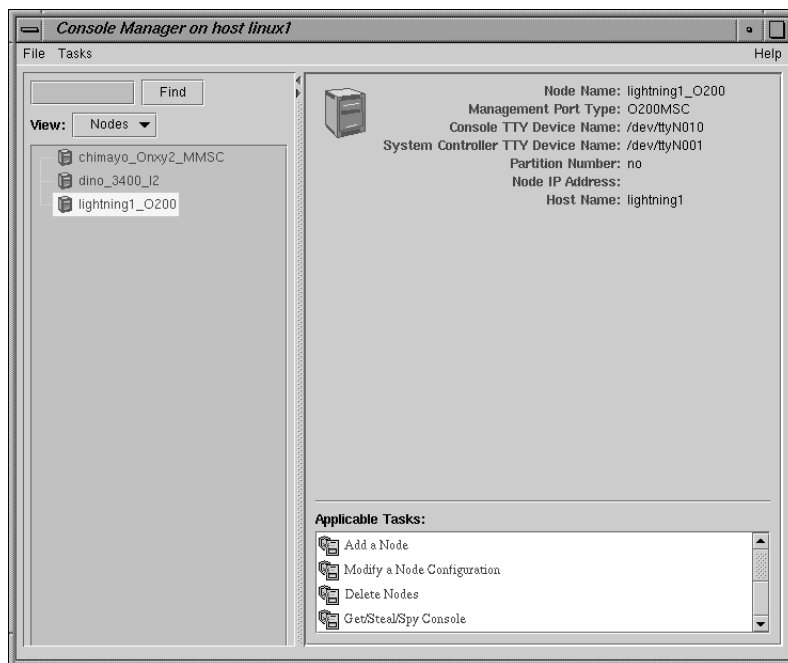 Console Manager on host linux1
File Tasks Help
Find
View: Nodes
chimayo_Onxy2_MMSC
dino_3400_l2
lightning1_O200
Node Name: lightning1_O200
Management Port Type: O200MSC
Console TTY Device Name: /dev/ttyN010
System Controller TTY Device Name: /dev/ttyN001
Partition Number: no
Node IP Address:
Host Name: lightning1
Applicable Tasks:
Add a Node
Modify a Node Configuration
Delete Nodes
Get/Steal/Spy Console